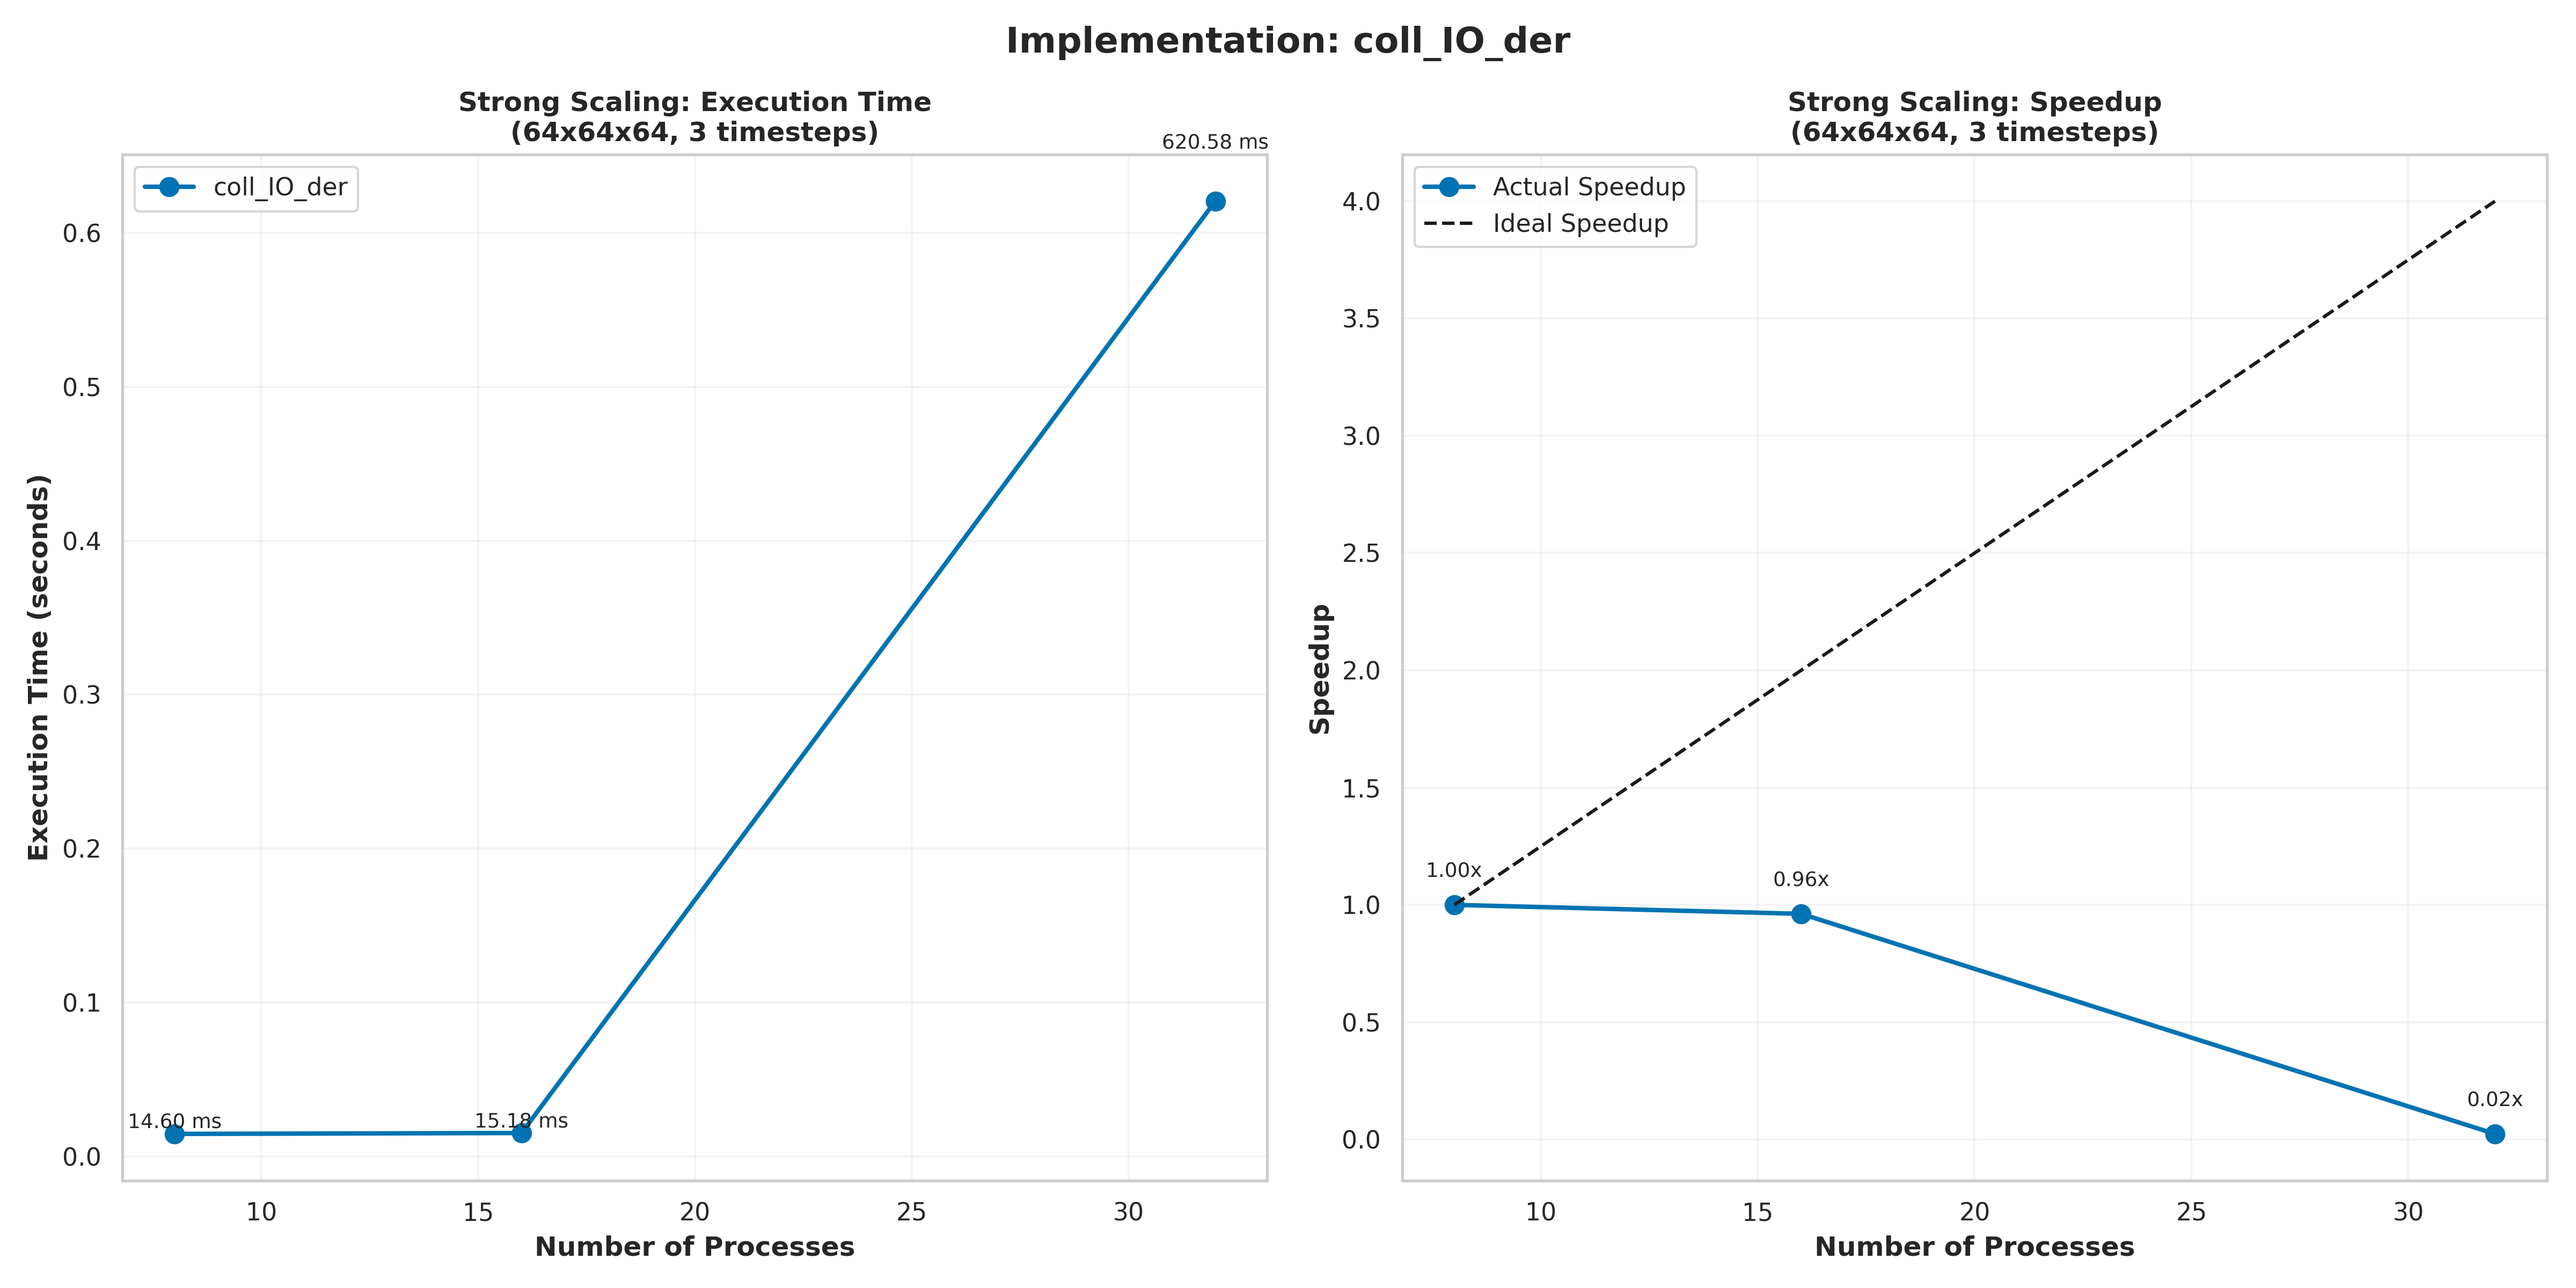 Implementation: coll_IO_der
Strong Scaling: Execution Time
(64x64x64, 3 timesteps)
620.58 ms
coll_IO_der
0.6
0.5
0.4
0.3
0.2
0.1
0.0
Execution Time (seconds)
14.60 ms
15.18 ms
10
15
20
25
30
Number of Processes
Strong Scaling: Speedup
(64x64x64, 3 timesteps)
Actual Speedup
Ideal Speedup
4.0
3.5
3.0
2.5
2.0
1.5
1.0
0.5
0.0
Speedup
1.00x
0.96x
0.02x
10
15
20
25
30
Number of Processes